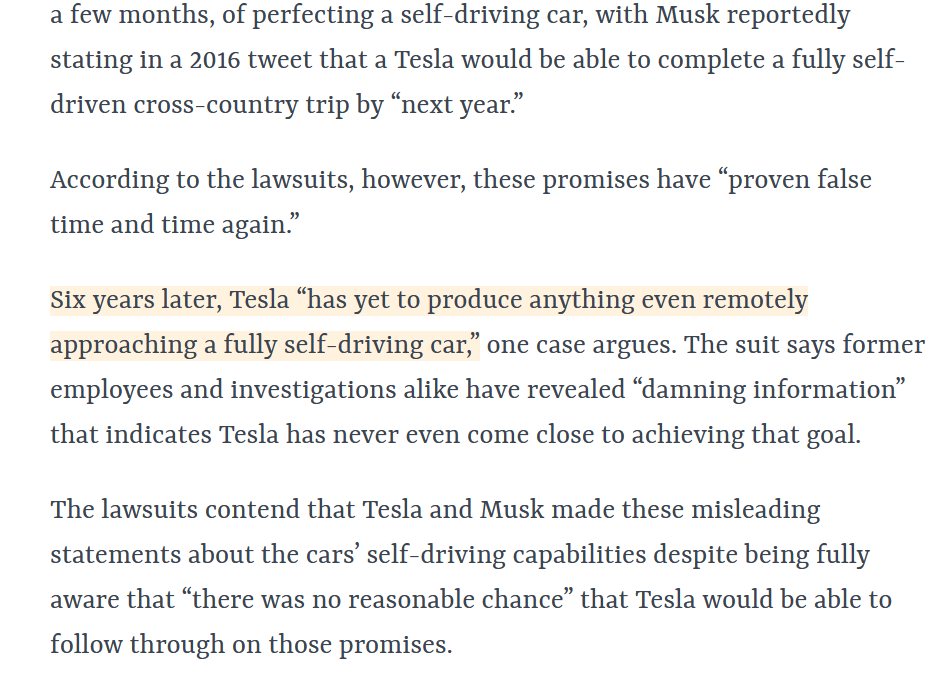 a few months, of perfecting a self-driving car, with Musk reportedly
stating in a 2016 tweet that a Tesla would be able to complete a fully self-
driven cross-country trip by “next year.”
According to the lawsuits, however, these promises have “proven false
time and time again.”
Six years later, Tesla “has yet to produce anything even remotely
approaching a fully self-driving car,” one case argues. The suit says former
employees and investigations alike have revealed “damning information”
that indicates Tesla has never even come close to achieving that goal.
The lawsuits contend that Tesla and Musk made these misleading
statements about the cars’ self-driving capabilities despite being fully
aware that “there was no reasonable chance” that Tesla would be able to
follow through on those promises.